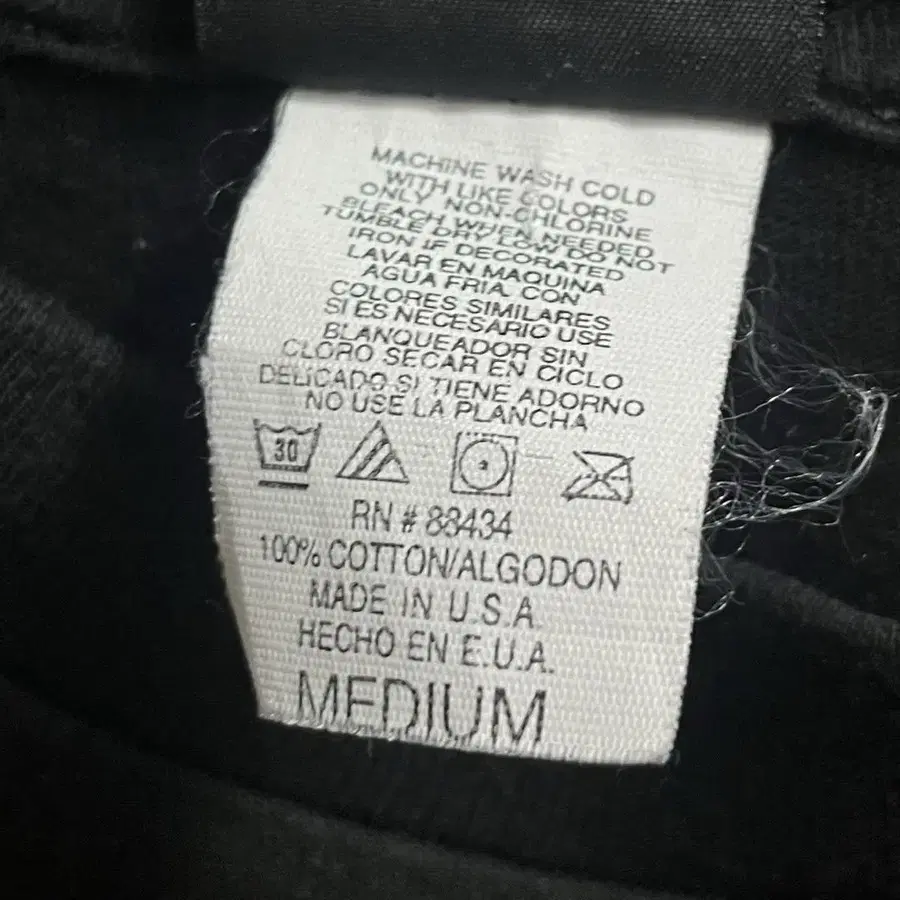 MACHINE WASH COLD
WITH LIKE COLORS
ONLY NON-CHLORINE
BLEACH WHEN NEEDED
TUMBLE DRY LOW DO NOT
IRON IF DECORATED
LAVAR EN MAQUINA
AGUA FRIA, CON
COLORES SIMILARES
SI ES NECESARIO USE
BLANQUEADOR SIN
CLORO SECAR EN CICLO
DELICADO SI TIENE ADORNO
NO USE LA PLANCHA
30
RN # 88434
100% COTTON/ALGODON
MADE IN U.S.A
HECHO EN E.U.A.
MEDIUM